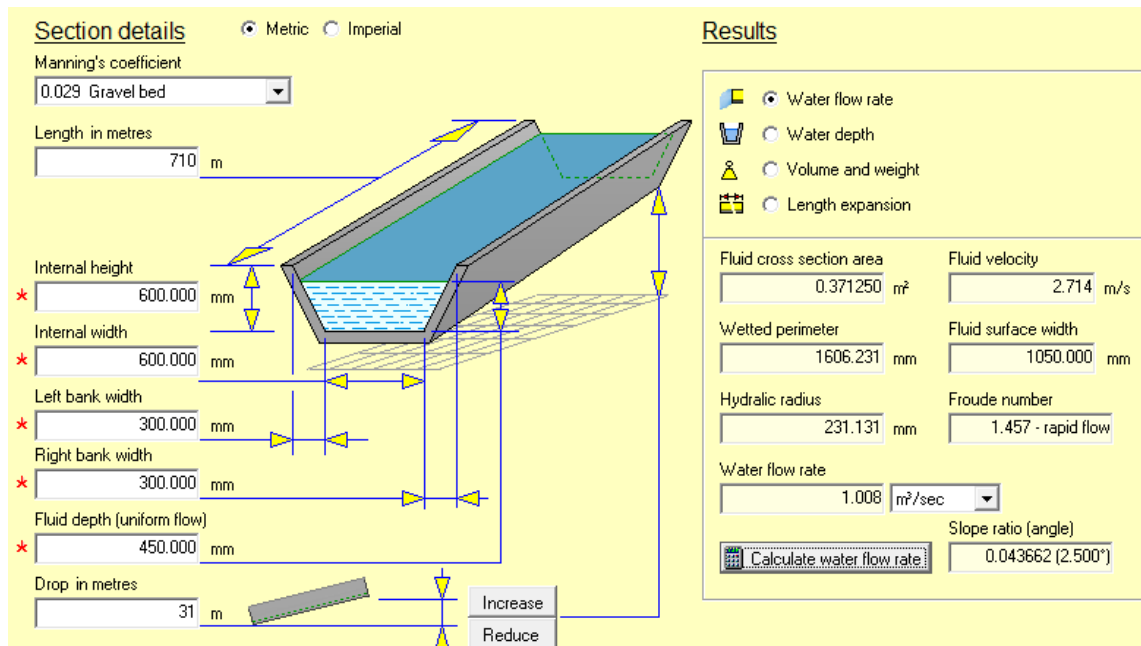 Section details
Metric
Imperial
Manning's coefficient
0.029 Gravel bed
Length in metres
710 m
Internal height
* 600.000 mm
Internal width
* 600.000 mm
Left bank width
* 300.000 mm
Right bank width
* 300.000 mm
Fluid depth (uniform flow)
* 450.000 mm
Drop in metres
31 m
Increase
Reduce
Results
Water flow rate
Water depth
Volume and weight
Length expansion
Fluid cross section area
0.371250 m²
Fluid velocity
2.714 m/s
Wetted perimeter
1606.231 mm
Fluid surface width
1050.000 mm
Hydralic radius
231.131 mm
Froude number
1.457 - rapid flow
Water flow rate
1.008 m³/sec
Calculate water flow rate
Slope ratio (angle)
0.043662 (2.500°)